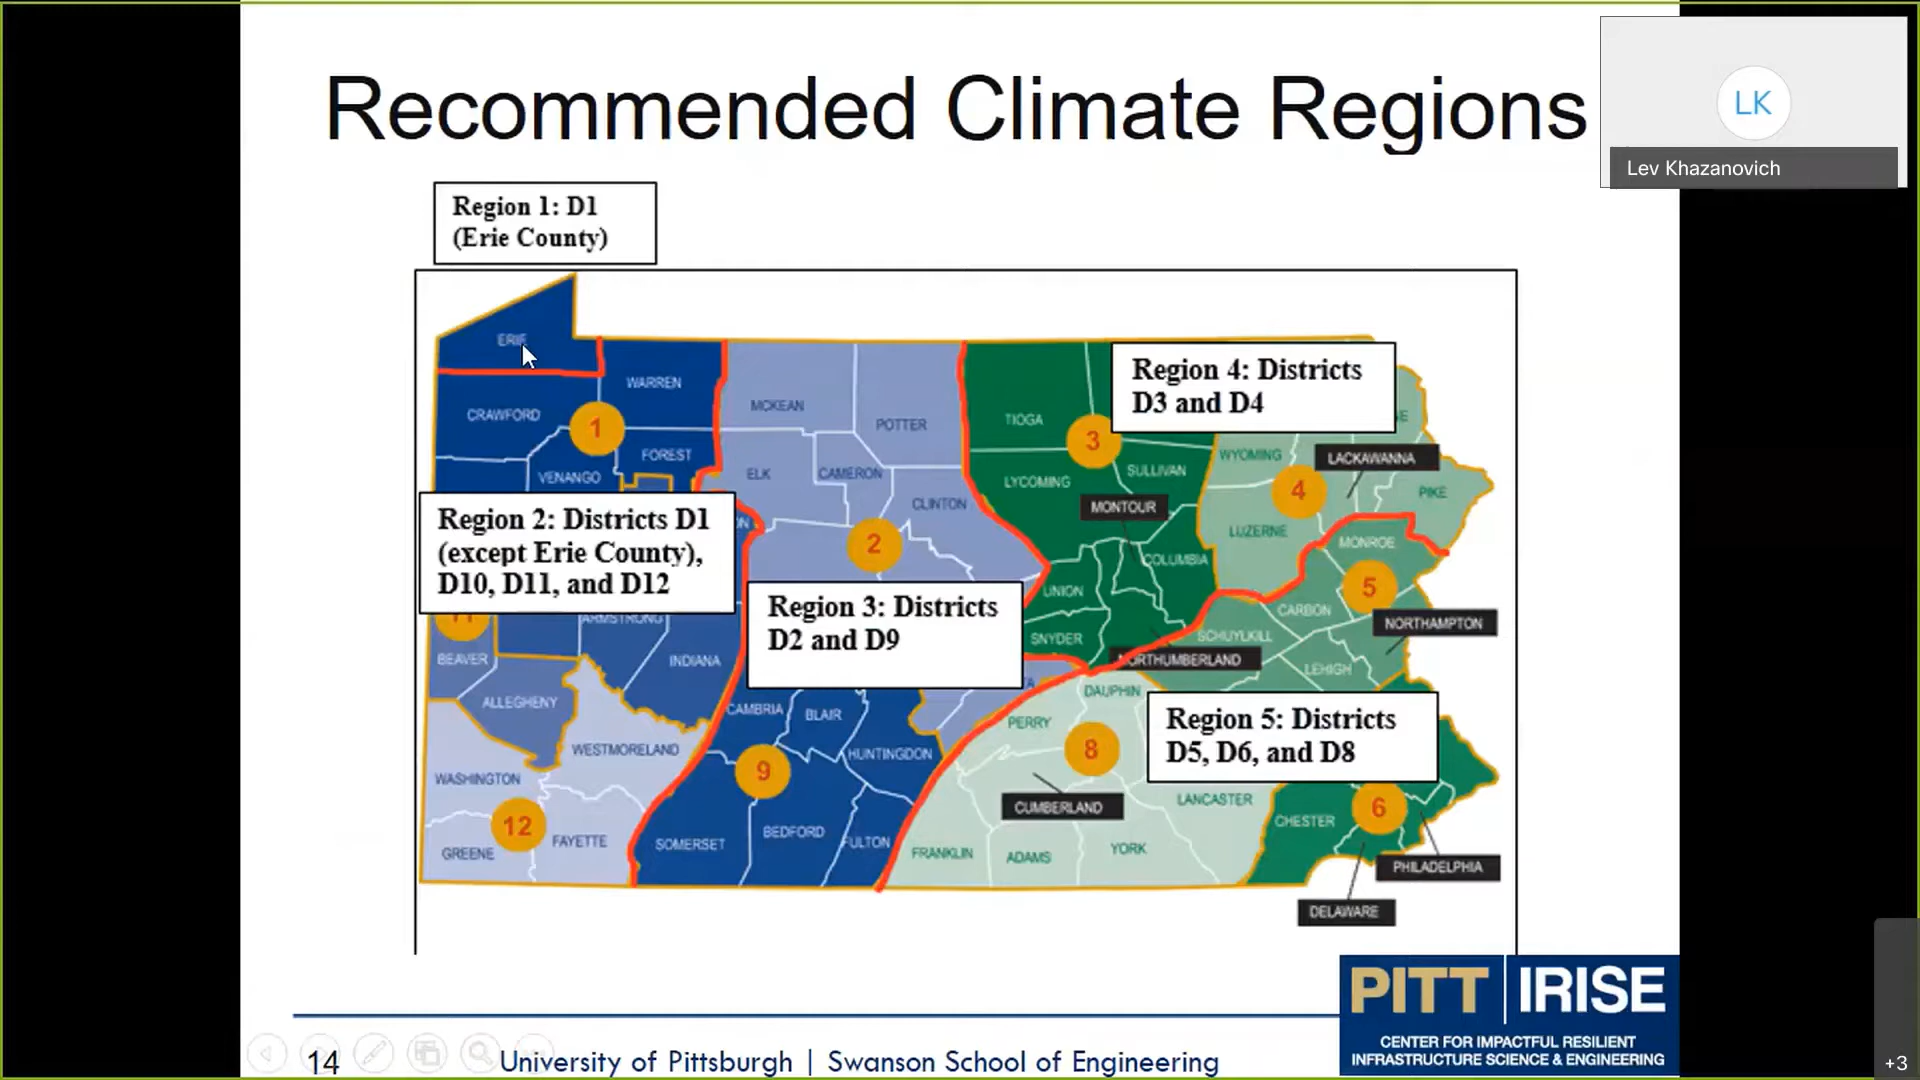 Recommended Climate Regions
LK
Lev Khazanovich
Region 1: D1
(Erie County)
ERIE
WARREN
CRAWFORD
1
FOREST
VENANGO
MCKEAN
POTTER
ELK
CAMERON
CLINTON
2
TIOGA
3
LYCOMING
SULLIVAN
MONTOUR
COLUMBIA
UNION
SNYDER
NORTHUMBERLAND
Region 4: Districts
D3 and D4
WYOMING
LACKAWANNA
4
PIKE
LUZERNE
MONROE
5
CARBON
NORTHAMPTON
SCHUYLKILL
LEHIGH
Region 2: Districts D1
(except Erie County),
D10, D11, and D12
11
ARMSTRONG
BEAVER
INDIANA
ALLEGHENY
WESTMORELAND
WASHINGTON
12
FAYETTE
GREENE
Region 3: Districts
D2 and D9
CAMBRIA
BLAIR
HUNTINGDON
9
BEDFORD
SOMERSET
FULTON
DAUPHIN
PERRY
8
CUMBERLAND
LANCASTER
FRANKLIN
ADAMS
YORK
Region 5: Districts
D5, D6, and D8
6
CHESTER
PHILADELPHIA
DELAWARE
PITT IRISE
CENTER FOR IMPACTFUL RESILIENT
INFRASTRUCTURE SCIENCE & ENGINEERING
14
University of Pittsburgh | Swanson School of Engineering
+3